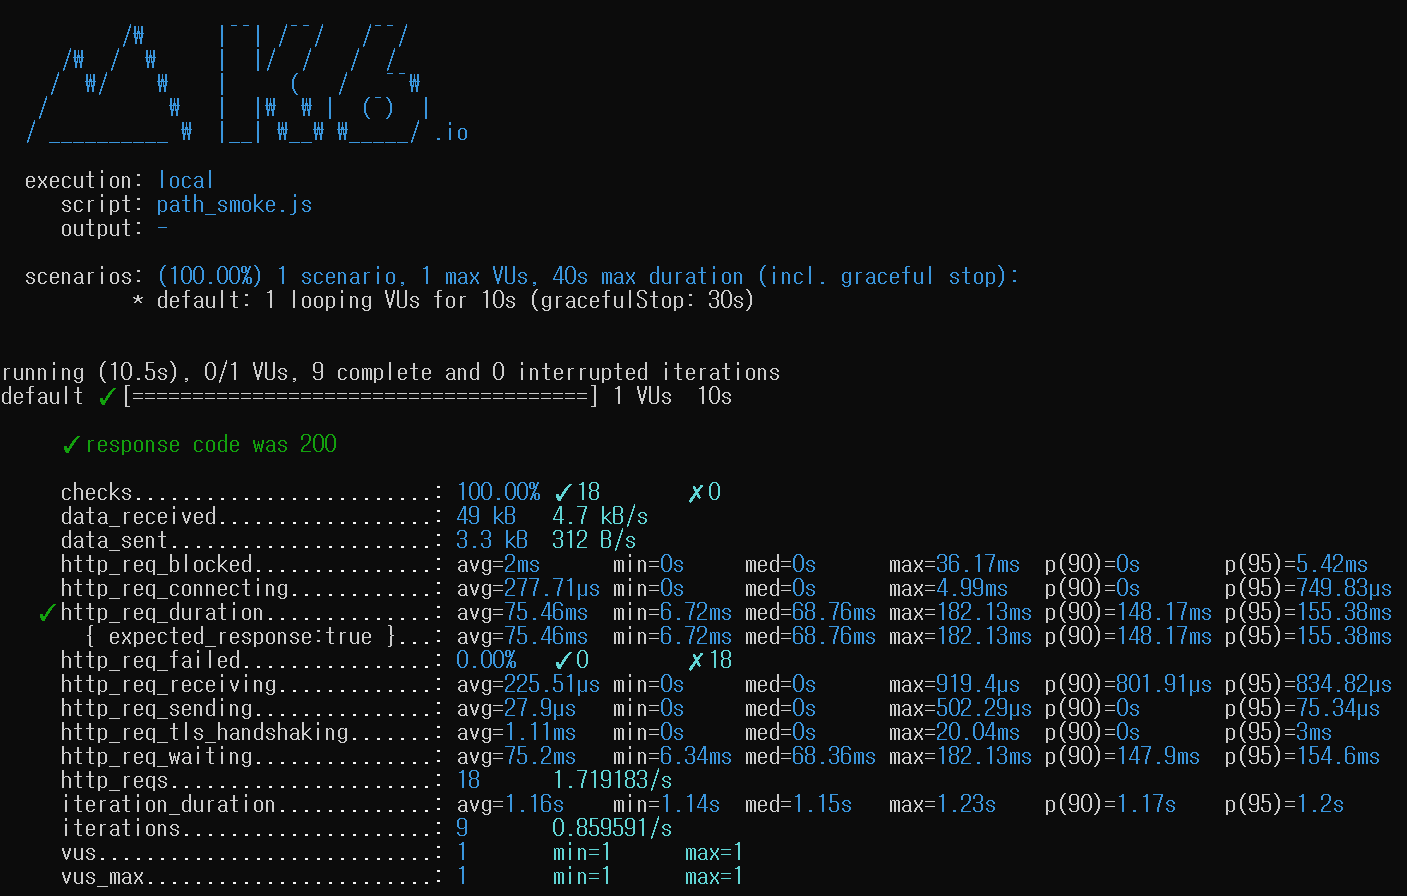 /₩      |‾‾| /‾‾/   /‾‾/
    /₩  /  ₩     |  |/  /   /  /
   /  ₩/    ₩    |     (   /   ‾‾₩
  /          ₩   |  |₩  ₩ |  (‾)  |
 / __________ ₩  |__| ₩__₩ ₩_____/ .io
execution: local
script: path_smoke.js
output: -
scenarios: (100.00%) 1 scenario, 1 max VUs, 40s max duration (incl. graceful stop):
* default: 1 looping VUs for 10s (gracefulStop: 30s)
running (10.5s), 0/1 VUs, 9 complete and 0 interrupted iterations
default ✓ [======================================] 1 VUs  10s
✓ response code was 200
checks.........................: 100.00% ✓ 18       ✗ 0
data_received..................: 49 kB   4.7 kB/s
data_sent......................: 3.3 kB  312 B/s
http_req_blocked...............: avg=2ms      min=0s     med=0s      max=36.17ms  p(90)=0s       p(95)=5.42ms
http_req_connecting............: avg=277.71µs min=0s     med=0s      max=4.99ms   p(90)=0s       p(95)=749.83µs
✓ http_req_duration..............: avg=75.46ms  min=6.72ms med=68.76ms max=182.13ms p(90)=148.17ms p(95)=155.38ms
{ expected_response:true }...: avg=75.46ms  min=6.72ms med=68.76ms max=182.13ms p(90)=148.17ms p(95)=155.38ms
http_req_failed................: 0.00%   ✓ 0        ✗ 18
http_req_receiving.............: avg=225.51µs min=0s     med=0s      max=919.4µs  p(90)=801.91µs p(95)=834.82µs
http_req_sending...............: avg=27.9µs   min=0s     med=0s      max=502.29µs p(90)=0s       p(95)=75.34µs
http_req_tls_handshaking.......: avg=1.11ms   min=0s     med=0s      max=20.04ms  p(90)=0s       p(95)=3ms
http_req_waiting...............: avg=75.2ms   min=6.34ms med=68.36ms max=182.13ms p(90)=147.9ms  p(95)=154.6ms
http_reqs......................: 18      1.719183/s
iteration_duration.............: avg=1.16s    min=1.14s  med=1.15s   max=1.23s    p(90)=1.17s    p(95)=1.2s
iterations.....................: 9       0.859591/s
vus............................: 1       min=1      max=1
vus_max........................: 1       min=1      max=1